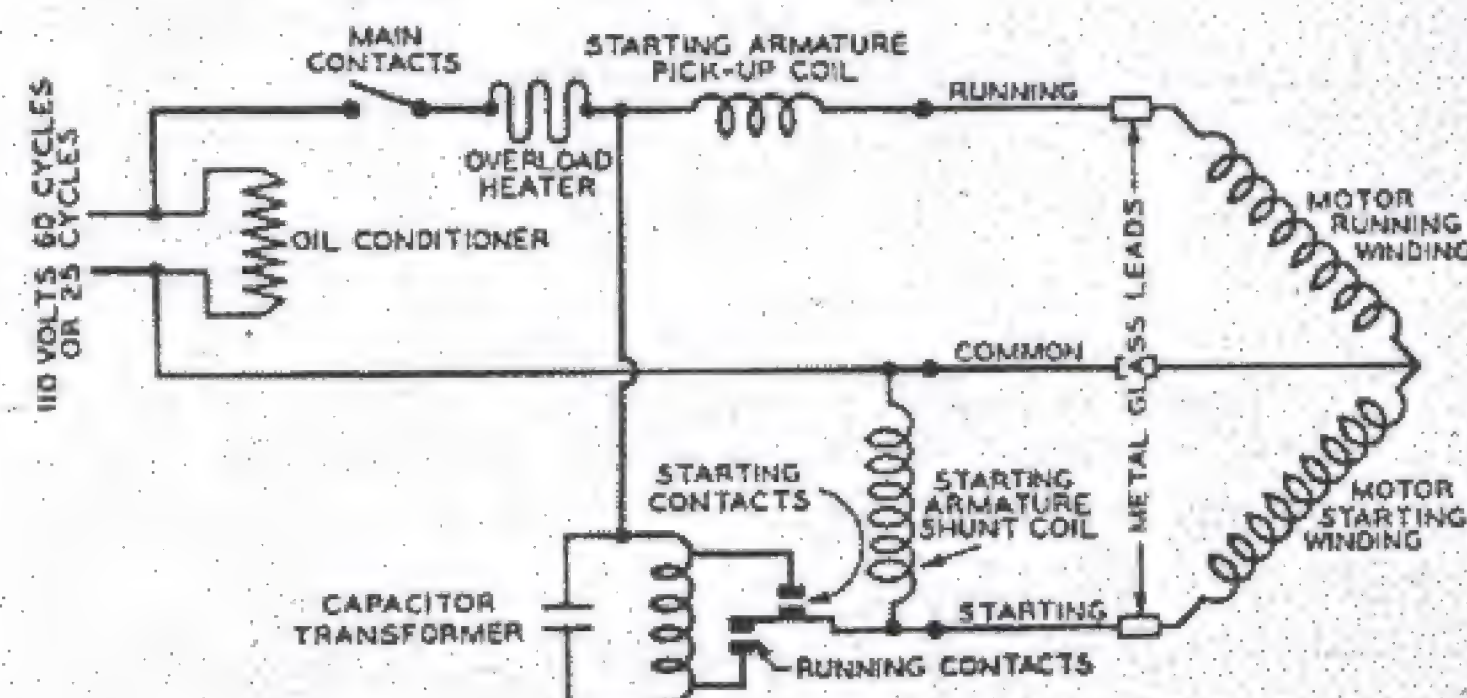 MAIN
CONTACTS
STARTING ARMATURE
PICK-UP COIL
RUNNING
OVERLOAD
HEATER
110 VOLTS 60 CYCLES
OR 25 CYCLES
OIL CONDITIONER
MOTOR
RUNNING
WINDING
METAL GLASS LEADS
COMMON
STARTING
CONTACTS
STARTING
ARMATURE
SHUNT COIL
MOTOR
STARTING
WINDING
CAPACITOR
TRANSFORMER
STARTING
RUNNING CONTACTS